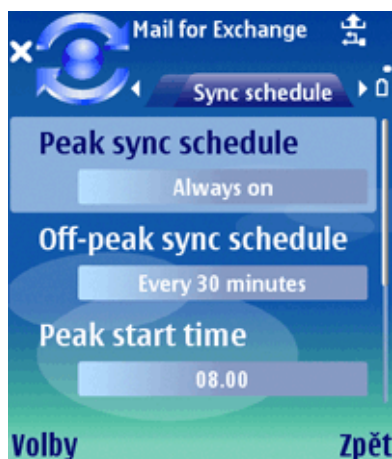 Mail for Exchange
Sync schedule
Peak sync schedule
Always on
Off-peak sync schedule
Every 30 minutes
Peak start time
08.00
Volby Zpět